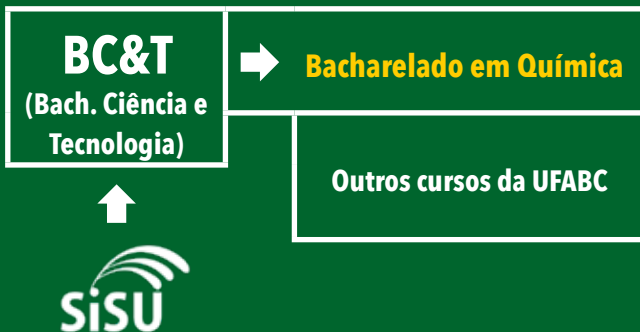 BC&T
(Bach. Ciência e
Tecnologia)
Bacharelado em Química
Outros cursos da UFABC
SiSU